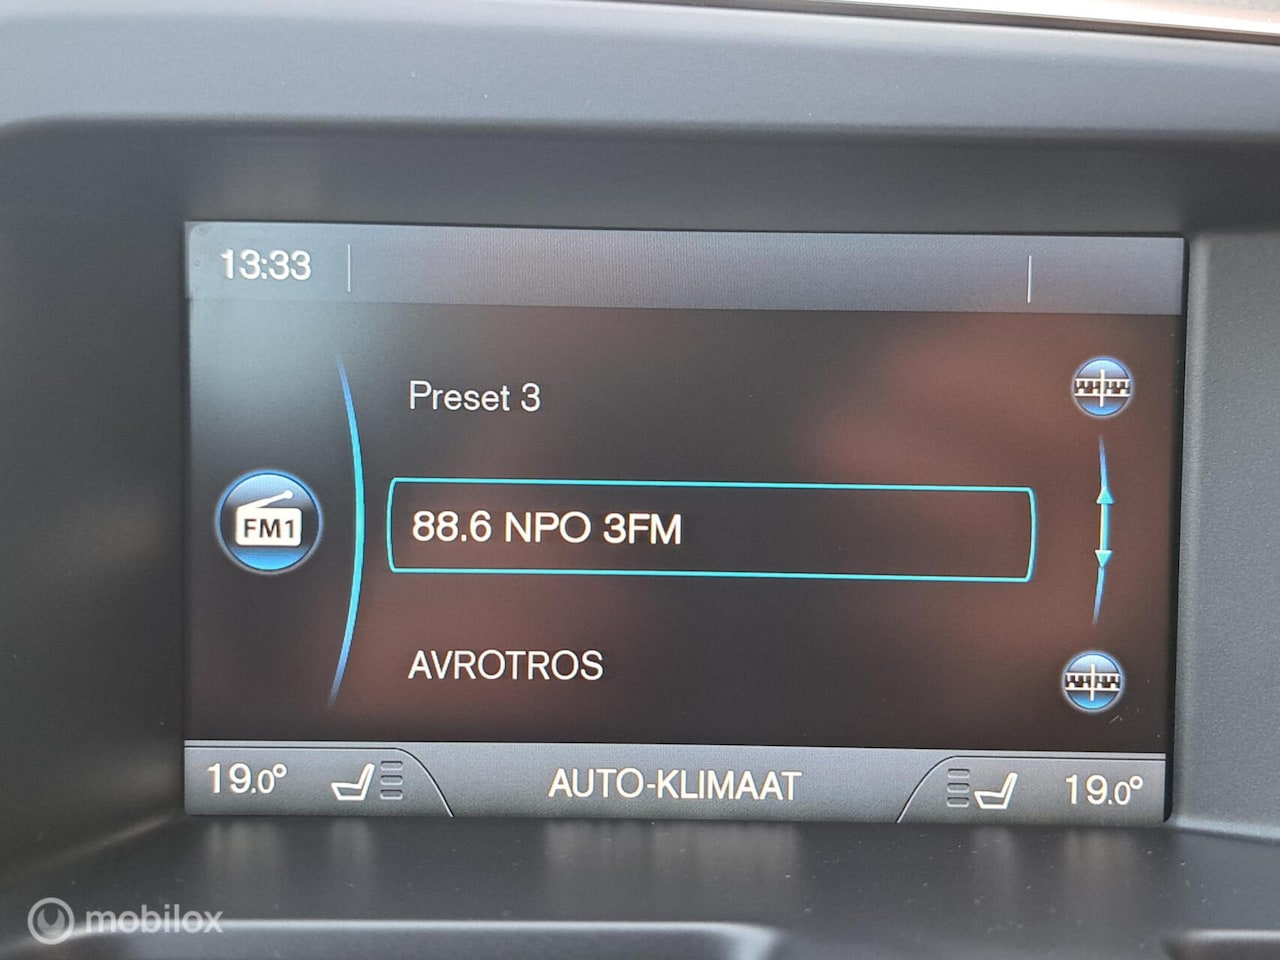 13:33
Preset 3
FM1
88.6 NPO 3FM
AVROTROS
19.0° AUTO-KLIMAAT 19.0°
mobilox